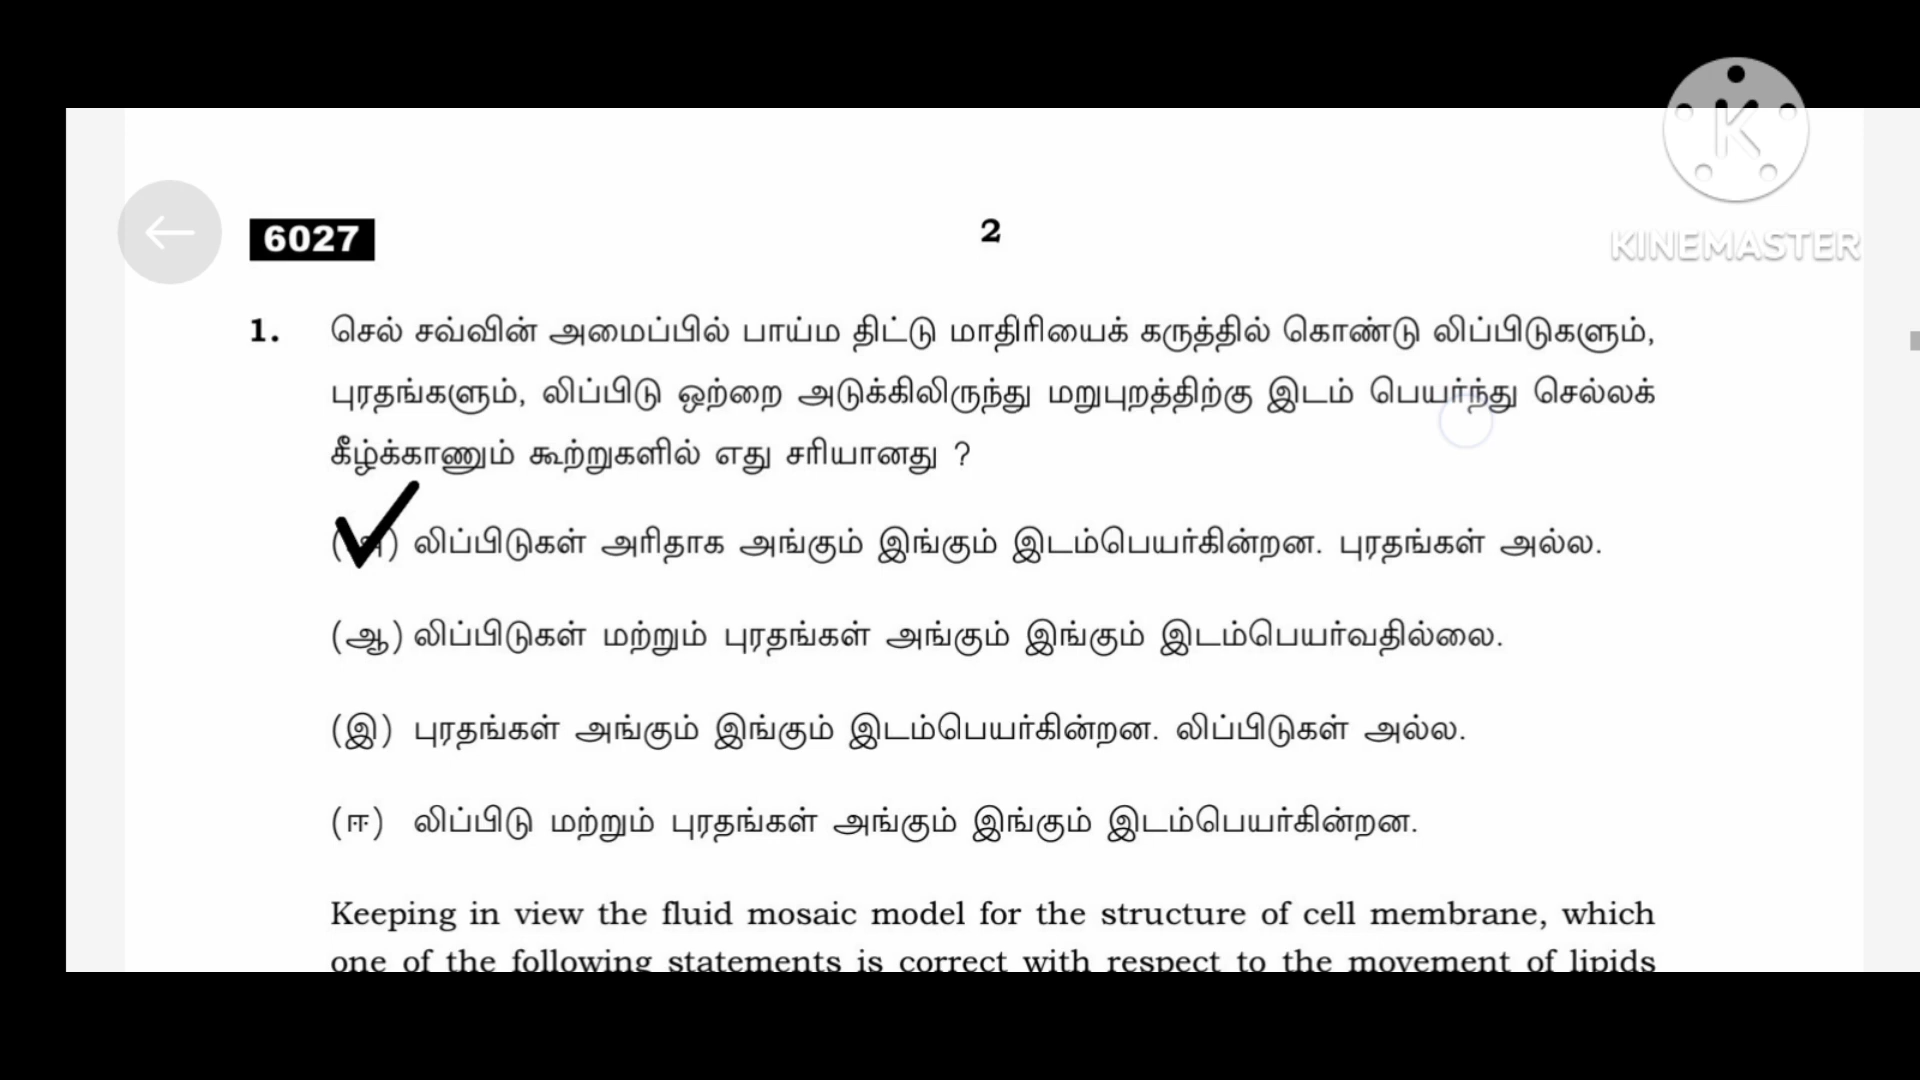 KINEMASTER
6027
2
1. செல் சவ்வின் அமைப்பில் பாய்ம திட்டு மாதிரியைக் கருத்தில் கொண்டு லிப்பிடுகளும்,
புரதங்களும், லிப்பிடு ஒற்றை அடுக்கிலிருந்து மறுபுறத்திற்கு இடம் பெயர்ந்து செல்லக்
கீழ்க்காணும் கூற்றுகளில் எது சரியானது ?
(அ) லிப்பிடுகள் அரிதாக அங்கும் இங்கும் இடம்பெயர்கின்றன. புரதங்கள் அல்ல.
(ஆ) லிப்பிடுகள் மற்றும் புரதங்கள் அங்கும் இங்கும் இடம்பெயர்வதில்லை.
(இ) புரதங்கள் அங்கும் இங்கும் இடம்பெயர்கின்றன. லிப்பிடுகள் அல்ல.
(ஈ) லிப்பிடு மற்றும் புரதங்கள் அங்கும் இங்கும் இடம்பெயர்கின்றன.
Keeping in view the fluid mosaic model for the structure of cell membrane, which
one of the following statements is correct with respect to the movement of lipids